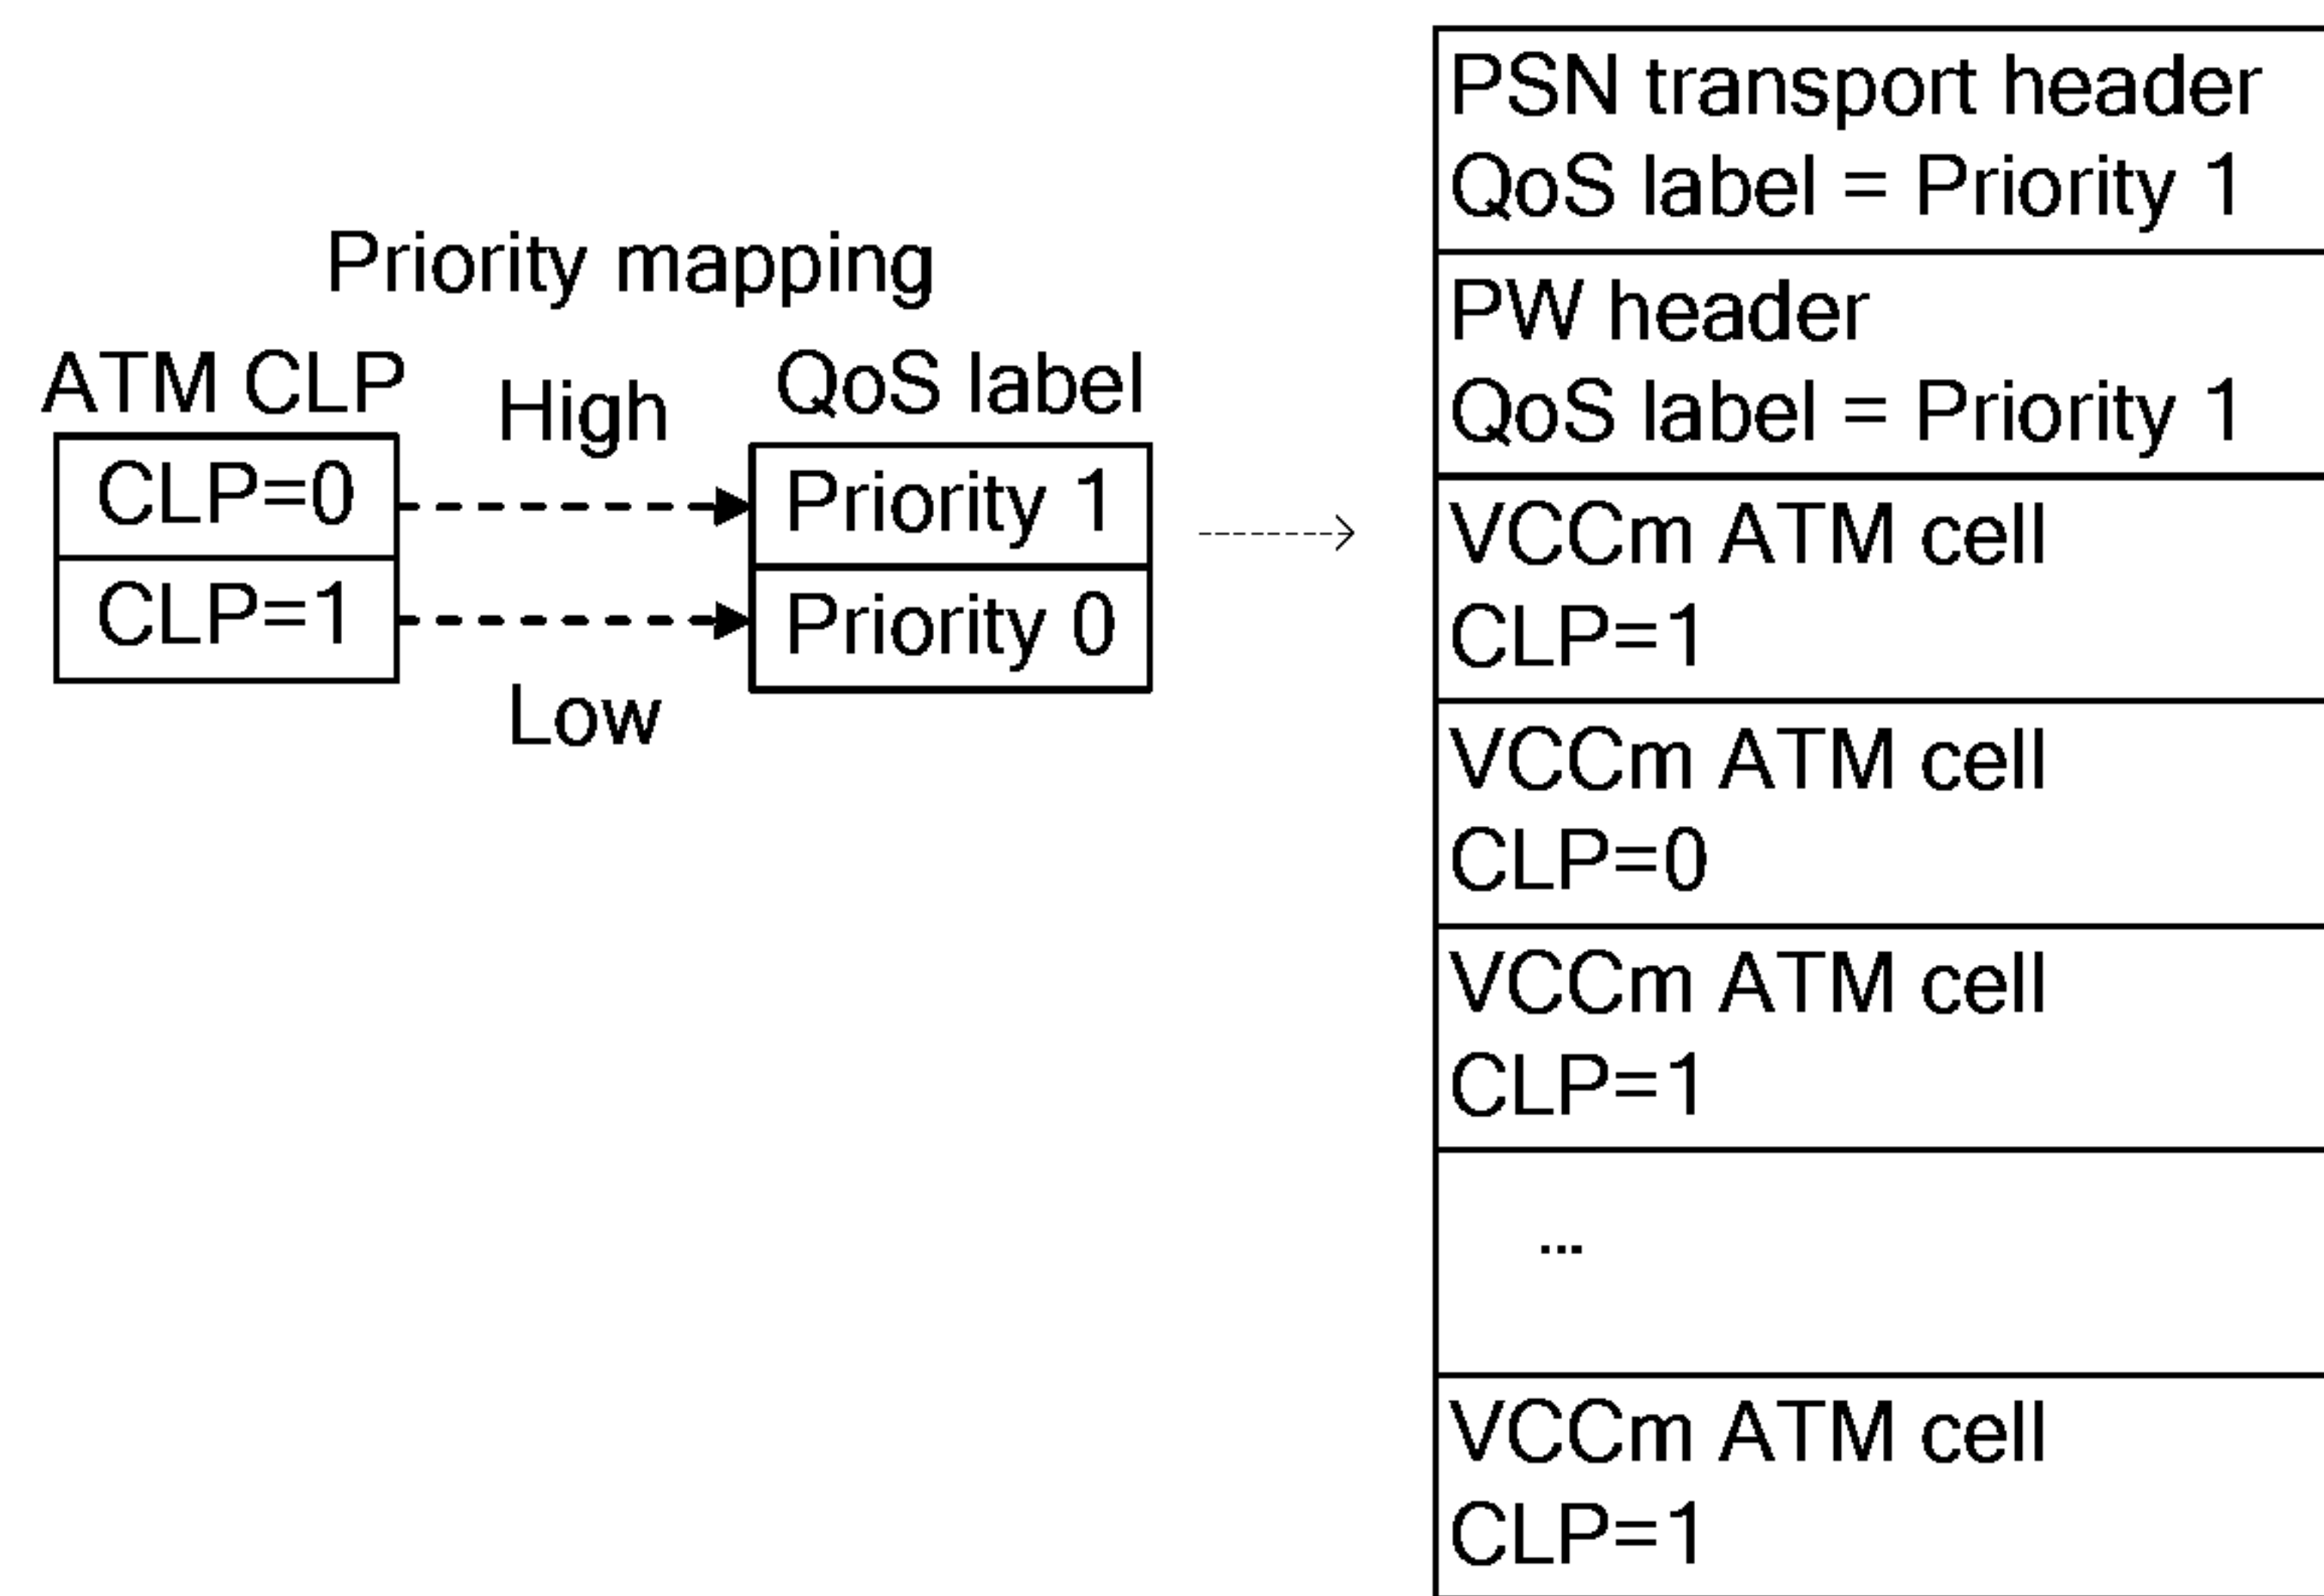 Priority mapping
ATM CLP
High
QoS label
CLP=0
Priority 1
CLP=1
Priority 0
Low
PSN transport header
QoS label = Priority 1
PW header
QoS label = Priority 1
VCCm ATM cell
CLP=1
VCCm ATM cell
CLP=0
VCCm ATM cell
CLP=1
...
VCCm ATM cell
CLP=1